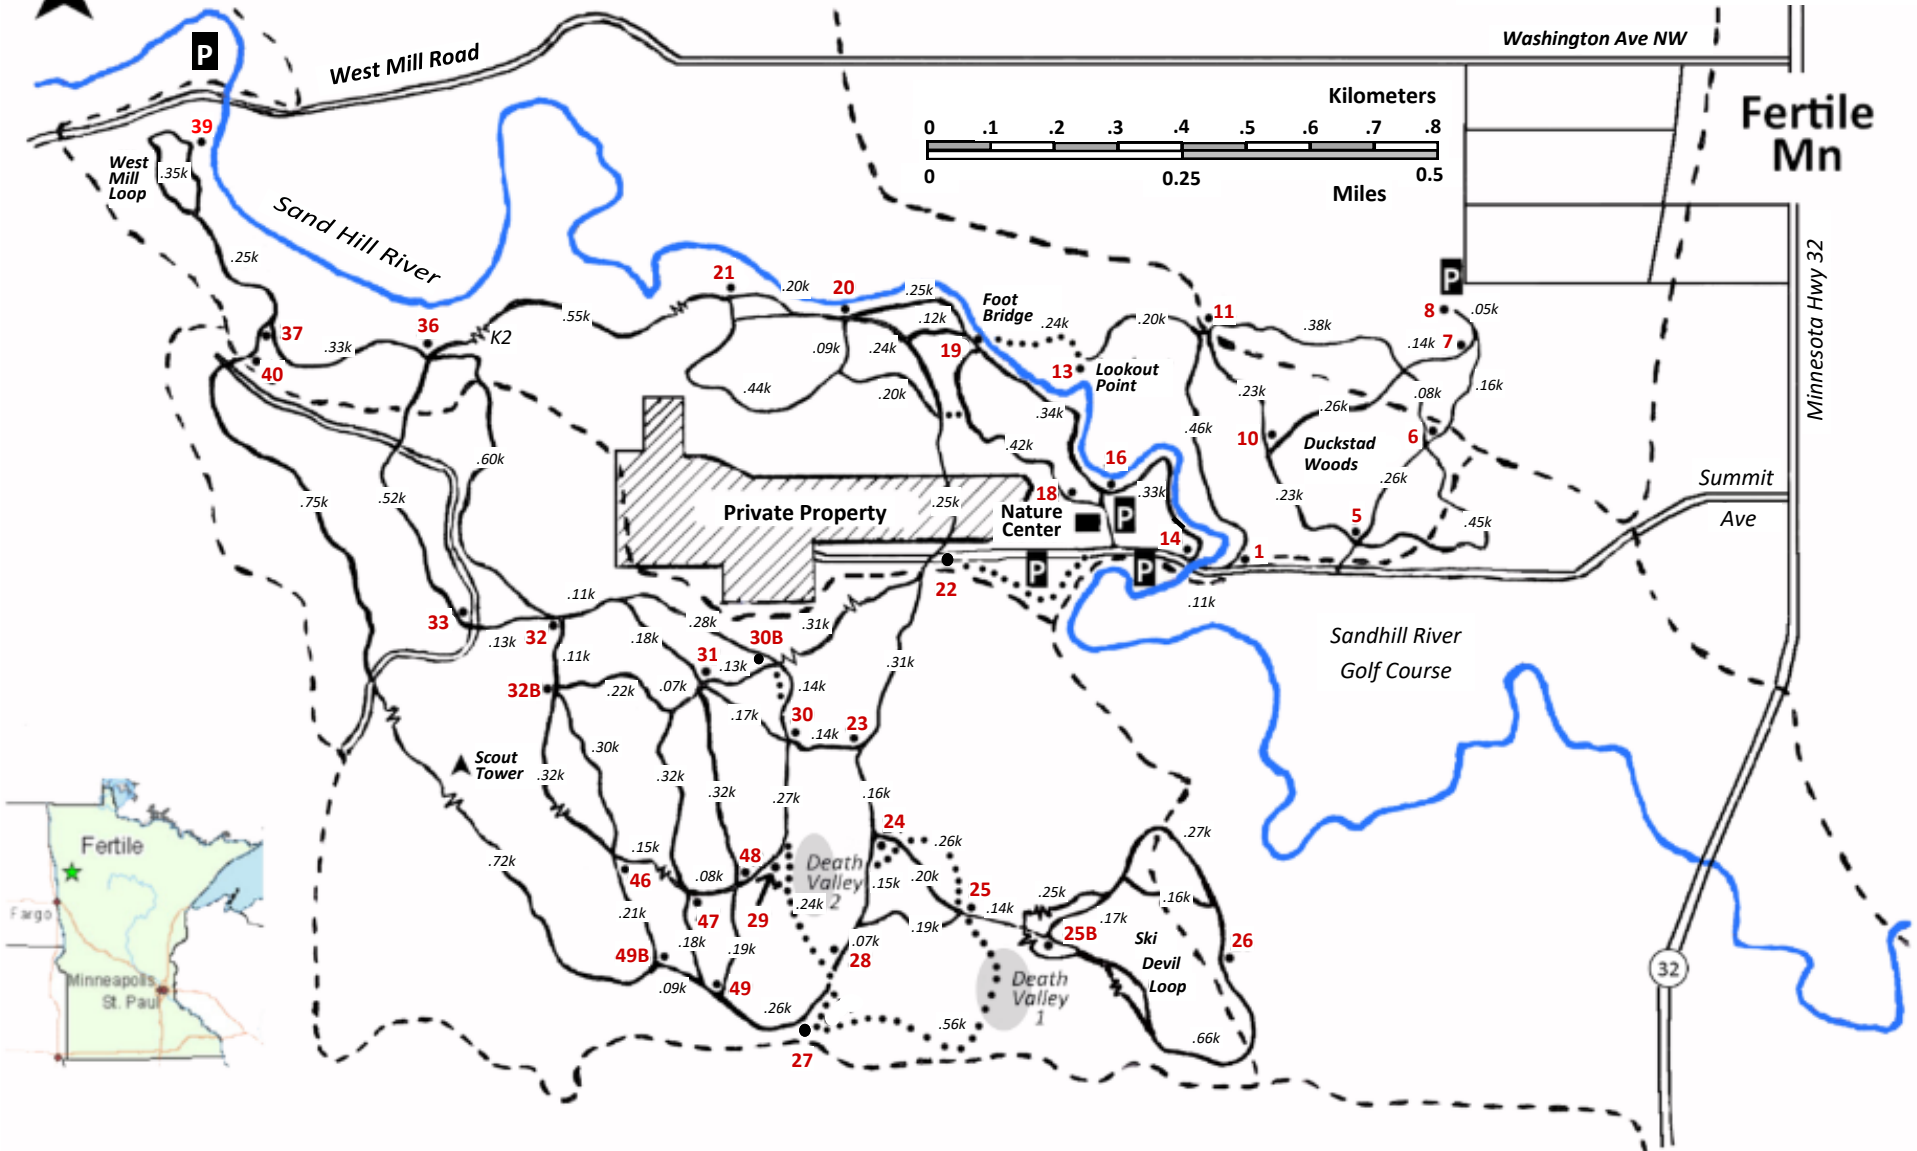 Washington Ave NW
P
West Mill Road
Kilometers
0 .1 .2 .3 .4 .5 .6 .7 .8
0 0.25 0.5
Miles
Fertile
Mn
39
West
Mill
Loop
.35k
Sand Hill River
.25k
Minnesota Hwy 32
P
21
.20k
20
.25k
Foot
Bridge
.24k
.20k
11
.38k
8
.05k
37
36
.55k
K2
.33k
.12k
.09k
.24k
19
13
Lookout
Point
.14k
7
40
.44k
.20k
.34k
.23k
.26k
.08k
.16k
.46k
10
Duckstad
Woods
6
.42k
.60k
16
.75k
.52k
.25k
18
.33k
.23k
.26k
Summit
Ave
Private Property
Nature
Center
P
5
.45k
14
1
P
P
22
.11k
.11k
33
.13k
32
.28k
.31k
.18k
30B
Sandhill River
Golf Course
.11k
31
.13k
.31k
32B
.22k
.07k
.14k
.17k
30
.14k
23
Scout
Tower
.30k
.32k
.32k
.32k
.27k
.16k
24
Fertile
.72k
.15k
48
Death
Valley
2
.26k
.27k
46
.08k
.15k
.20k
25
.14k
.25k
.16k
Fargo
.21k
47
29
.24k
.19k
.17k
25B
Ski
Devil
Loop
26
49B
.18k
.19k
.07k
28
32
Minneapolis
St. Paul
.09k
49
.26k
Death
Valley
1
.56k
.66k
27